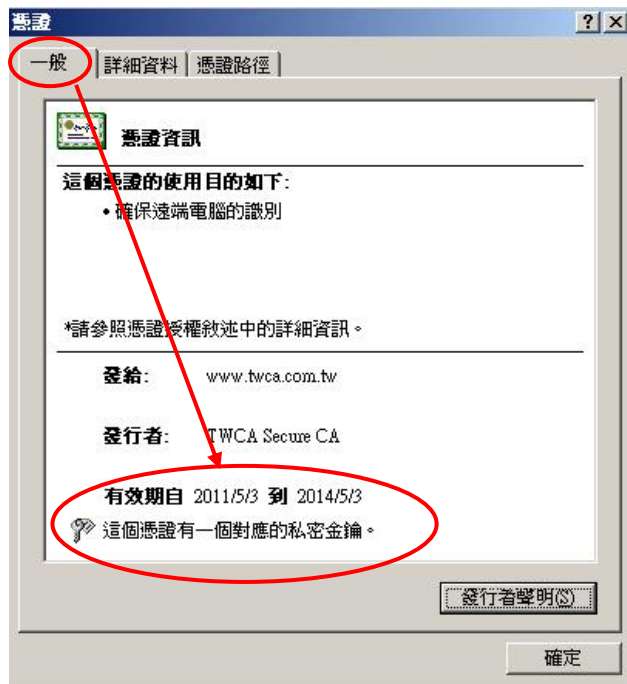 憑證
一般 詳細資料 憑證路徑
憑證資訊
這個憑證的使用目的如下:
• 確保遠端電腦的識別
*請參照憑證授權敘述中的詳細資訊。
發給: www.twca.com.tw
發行者: TWCA Secure CA
有效期自 2011/5/3 到 2014/5/3
這個憑證有一個對應的私密金鑰。
發行者聲明(S)
確定